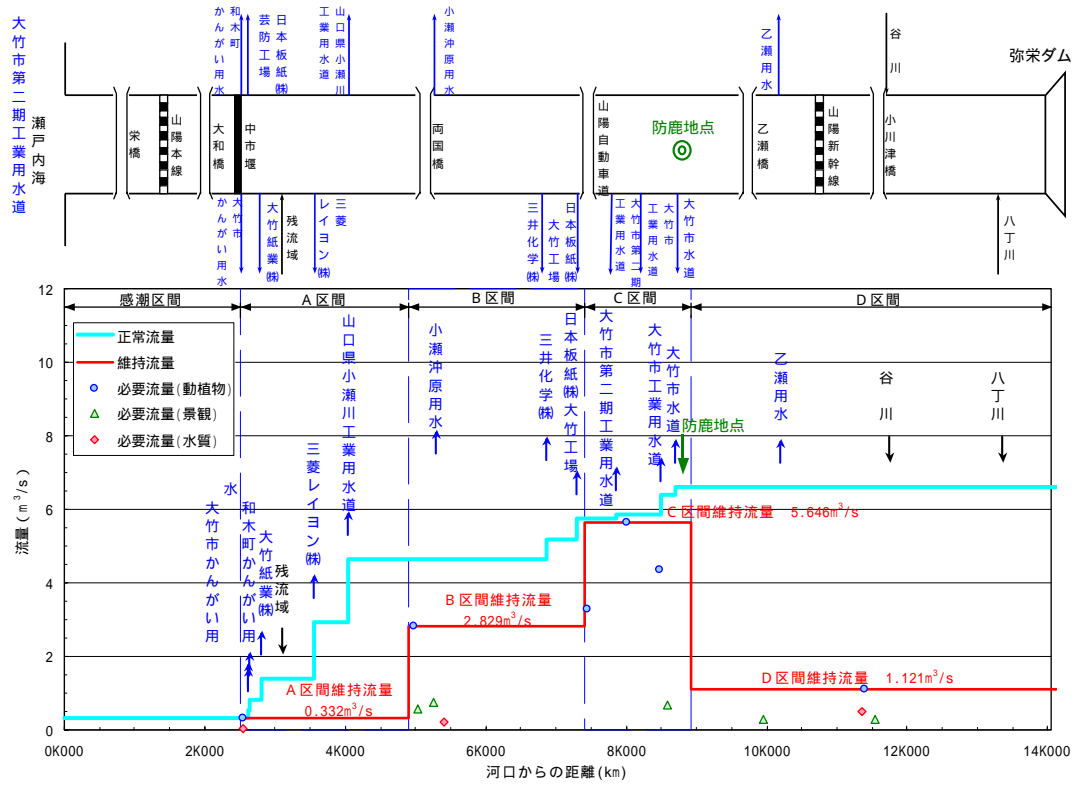 大竹市第二期工業用水道
瀬戸内海
栄橋
山陽本線
大和橋
中市堰
和木町
かんがい用水
日本板紙㈱
芸防工場
山口県小瀬川
工業用水道
小瀬沖原用水
両国橋
山陽自動車道
防鹿地点
乙瀬用水
乙瀬橋
山陽新幹線
谷川
小川津橋
弥栄ダム
大竹市
かんがい用水
大竹紙業㈱
残流域
三菱
レイヨン㈱
三井化学㈱
日本板紙㈱
大竹工場
大竹市第二期
工業用水道
大竹市
工業用水道
大竹市水道
八丁川
感潮区間
A区間
B区間
C区間
D区間
正常流量
維持流量
必要流量(動植物)
必要流量(景観)
必要流量(水質)
大竹市かんがい用
水
和木町かんがい用
大竹紙業㈱
残流域
三菱レイヨン㈱
山口県小瀬川工業用水道
小瀬沖原用水
三井化学㈱
日本板紙㈱大竹工場
大竹市第二期工業用水道
大竹市工業用水道
大竹市水道
防鹿地点
乙瀬用水
谷川
八丁川
A区間維持流量
0.332m³/s
B区間維持流量
2.829m³/s
C区間維持流量 5.646m³/s
D区間維持流量 1.121m³/s
流量(m³/s)
12
10
8
6
4
2
0
0K000
2K000
4K000
6K000
8K000
10K000
12K000
14K000
河口からの距離(km)